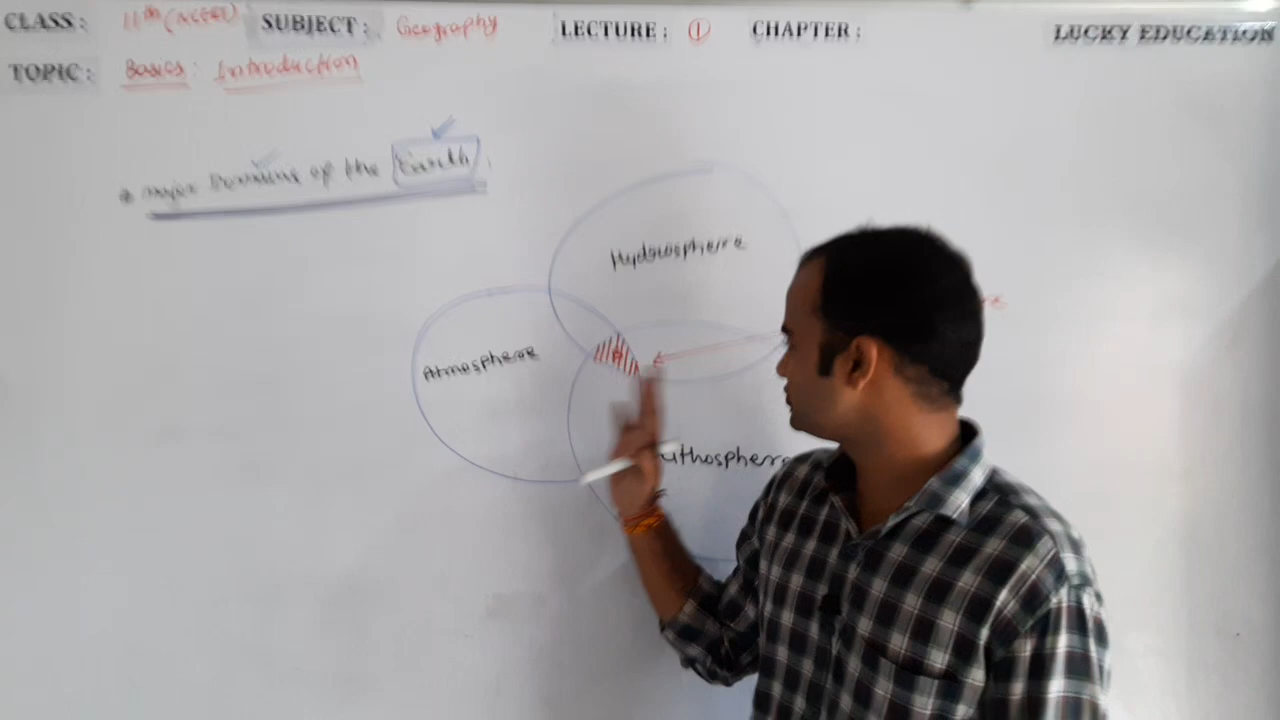 CLASS: 11th (NCERT) SUBJECT: Geography LECTURE: 1 CHAPTER: LUCKY EDUCATION
TOPIC: Basics: Introduction
* major Domains of the Earth
Hydrosphere
Atmosphere
Lithosphere